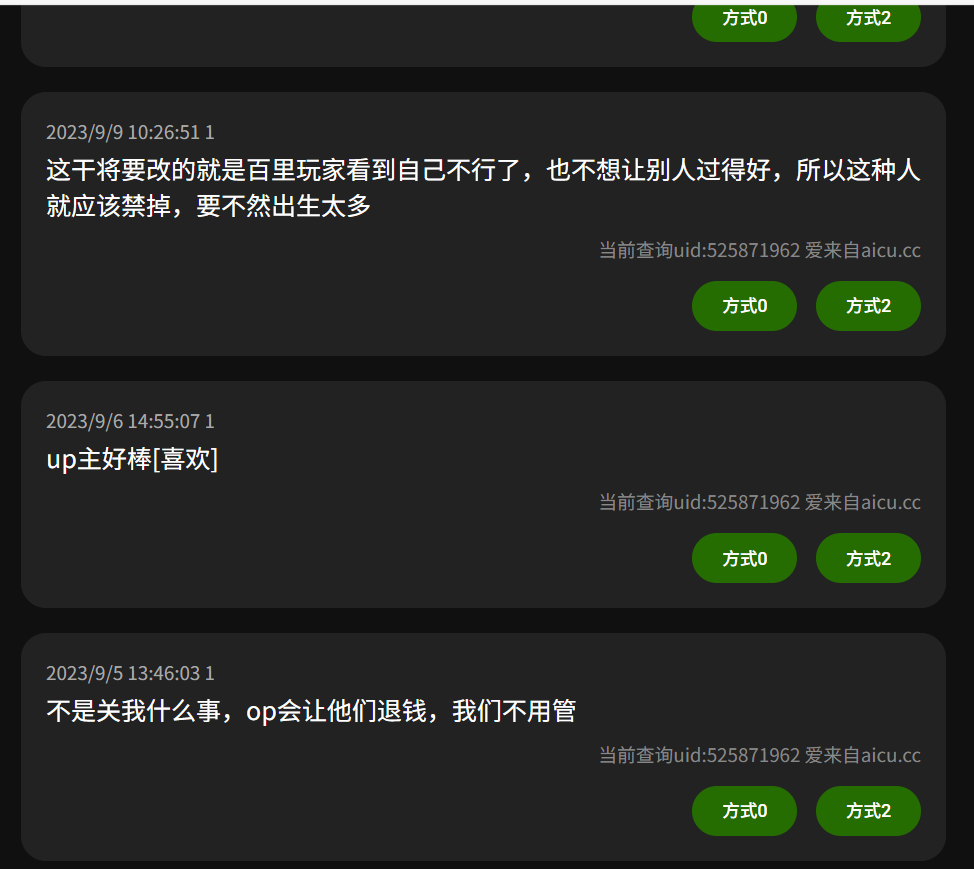 方式0 方式2
2023/9/9 10:26:51 1
这干将要改的就是百里玩家看到自己不行了，也不想让别人过得好，所以这种人
就应该禁掉，要不然出生太多
当前查询uid:525871962 爱来自aicu.cc
方式0 方式2
2023/9/6 14:55:07 1
up主好棒[喜欢]
当前查询uid:525871962 爱来自aicu.cc
方式0 方式2
2023/9/5 13:46:03 1
不是关我什么事，op会让他们退钱，我们不用管
当前查询uid:525871962 爱来自aicu.cc
方式0 方式2